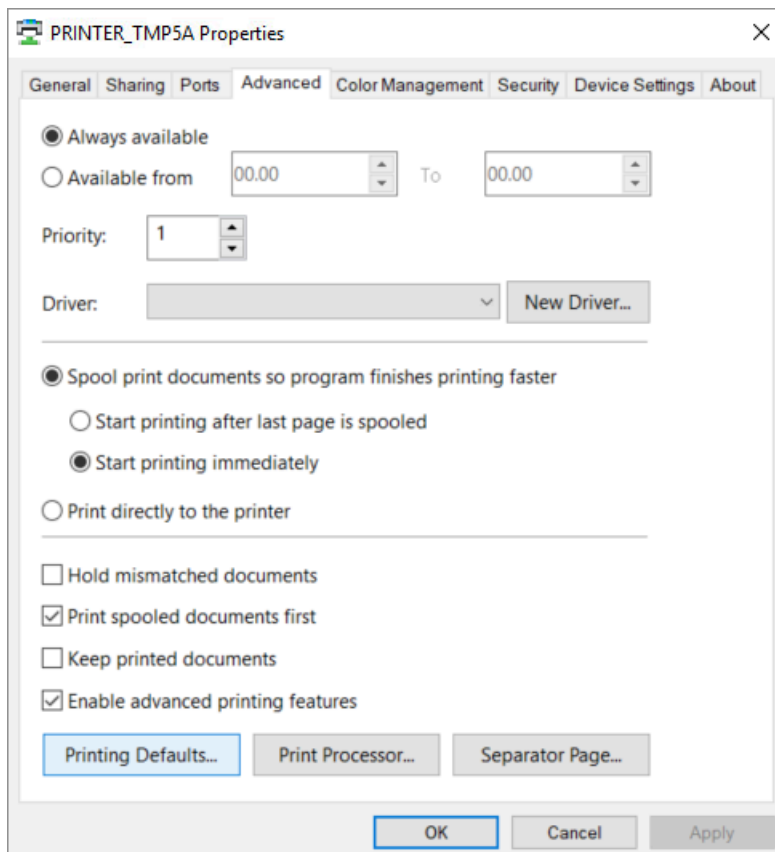 PRINTER_TMP5A Properties
General Sharing Ports Advanced Color Management Security Device Settings About
Always available
Available from 00.00 To 00.00
Priority: 1
Driver: New Driver...
Spool print documents so program finishes printing faster
Start printing after last page is spooled
Start printing immediately
Print directly to the printer
Hold mismatched documents
Print spooled documents first
Keep printed documents
Enable advanced printing features
Printing Defaults... Print Processor... Separator Page...
OK Cancel Apply